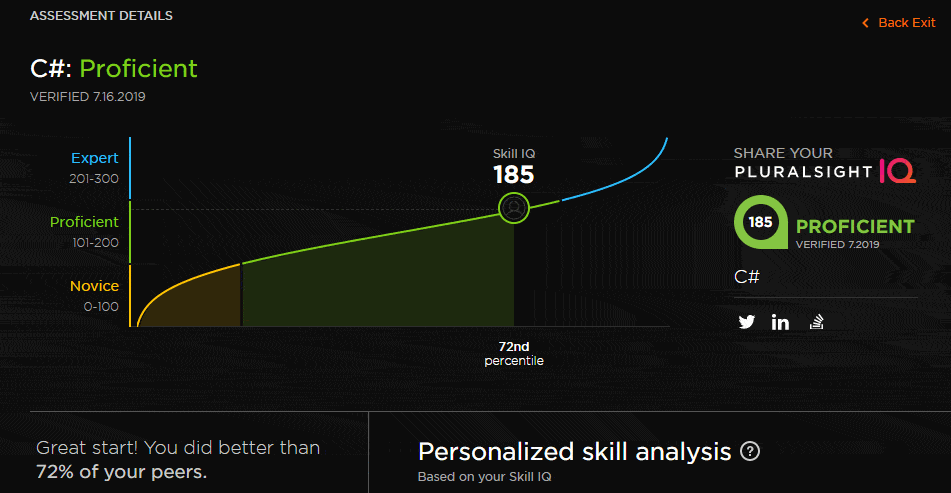 ASSESSMENT DETAILS
Back Exit
C#: Proficient
VERIFIED 7.16.2019
Expert
201-300
Proficient
101-200
Novice
0-100
Skill IQ
185
72nd
percentile
SHARE YOUR
PLURALSIGHT IQ
185
PROFICIENT
VERIFIED 7.2019
C#
Great start! You did better than
72% of your peers.
Personalized skill analysis ?
Based on your Skill IQ